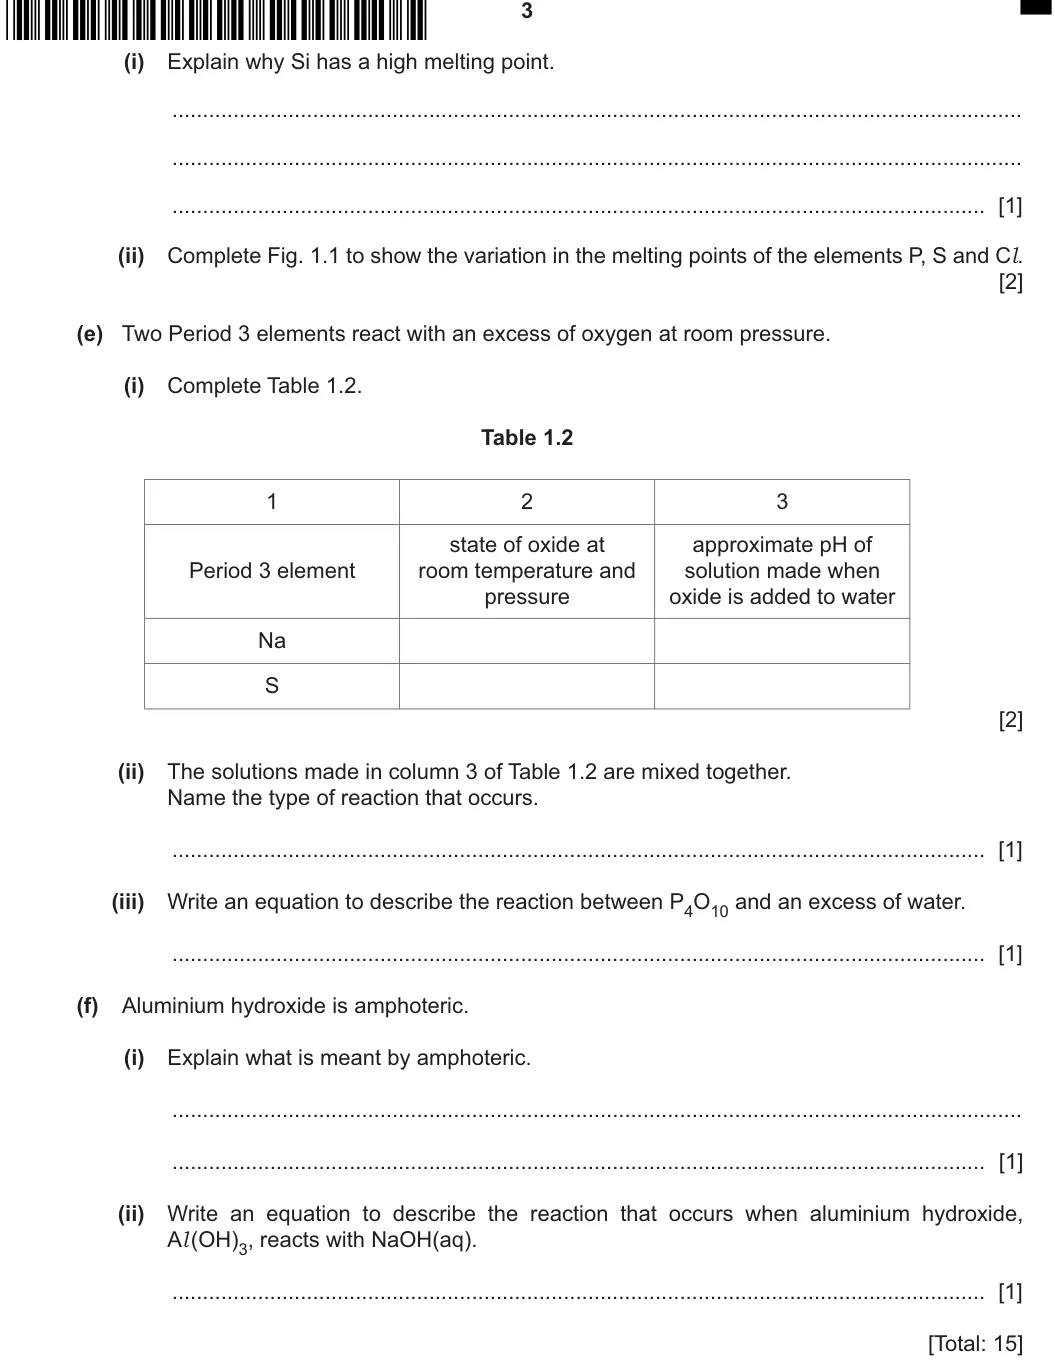 3
(i) Explain why Si has a high melting point.
..........................................................................................................................................
..........................................................................................................................................
.................................................................................................................................... [1]
(ii) Complete Fig. 1.1 to show the variation in the melting points of the elements P, S and Cl.
[2]
(e) Two Period 3 elements react with an excess of oxygen at room pressure.
(i) Complete Table 1.2.
Table 1.2
1 2 3
Period 3 element state of oxide at room temperature and pressure approximate pH of solution made when oxide is added to water
Na
S
[2]
(ii) The solutions made in column 3 of Table 1.2 are mixed together.
Name the type of reaction that occurs.
.................................................................................................................................... [1]
(iii) Write an equation to describe the reaction between P₄O₁₀ and an excess of water.
.................................................................................................................................... [1]
(f) Aluminium hydroxide is amphoteric.
(i) Explain what is meant by amphoteric.
..........................................................................................................................................
.................................................................................................................................... [1]
(ii) Write an equation to describe the reaction that occurs when aluminium hydroxide,
Al(OH)₃, reacts with NaOH(aq).
.................................................................................................................................... [1]
[Total: 15]